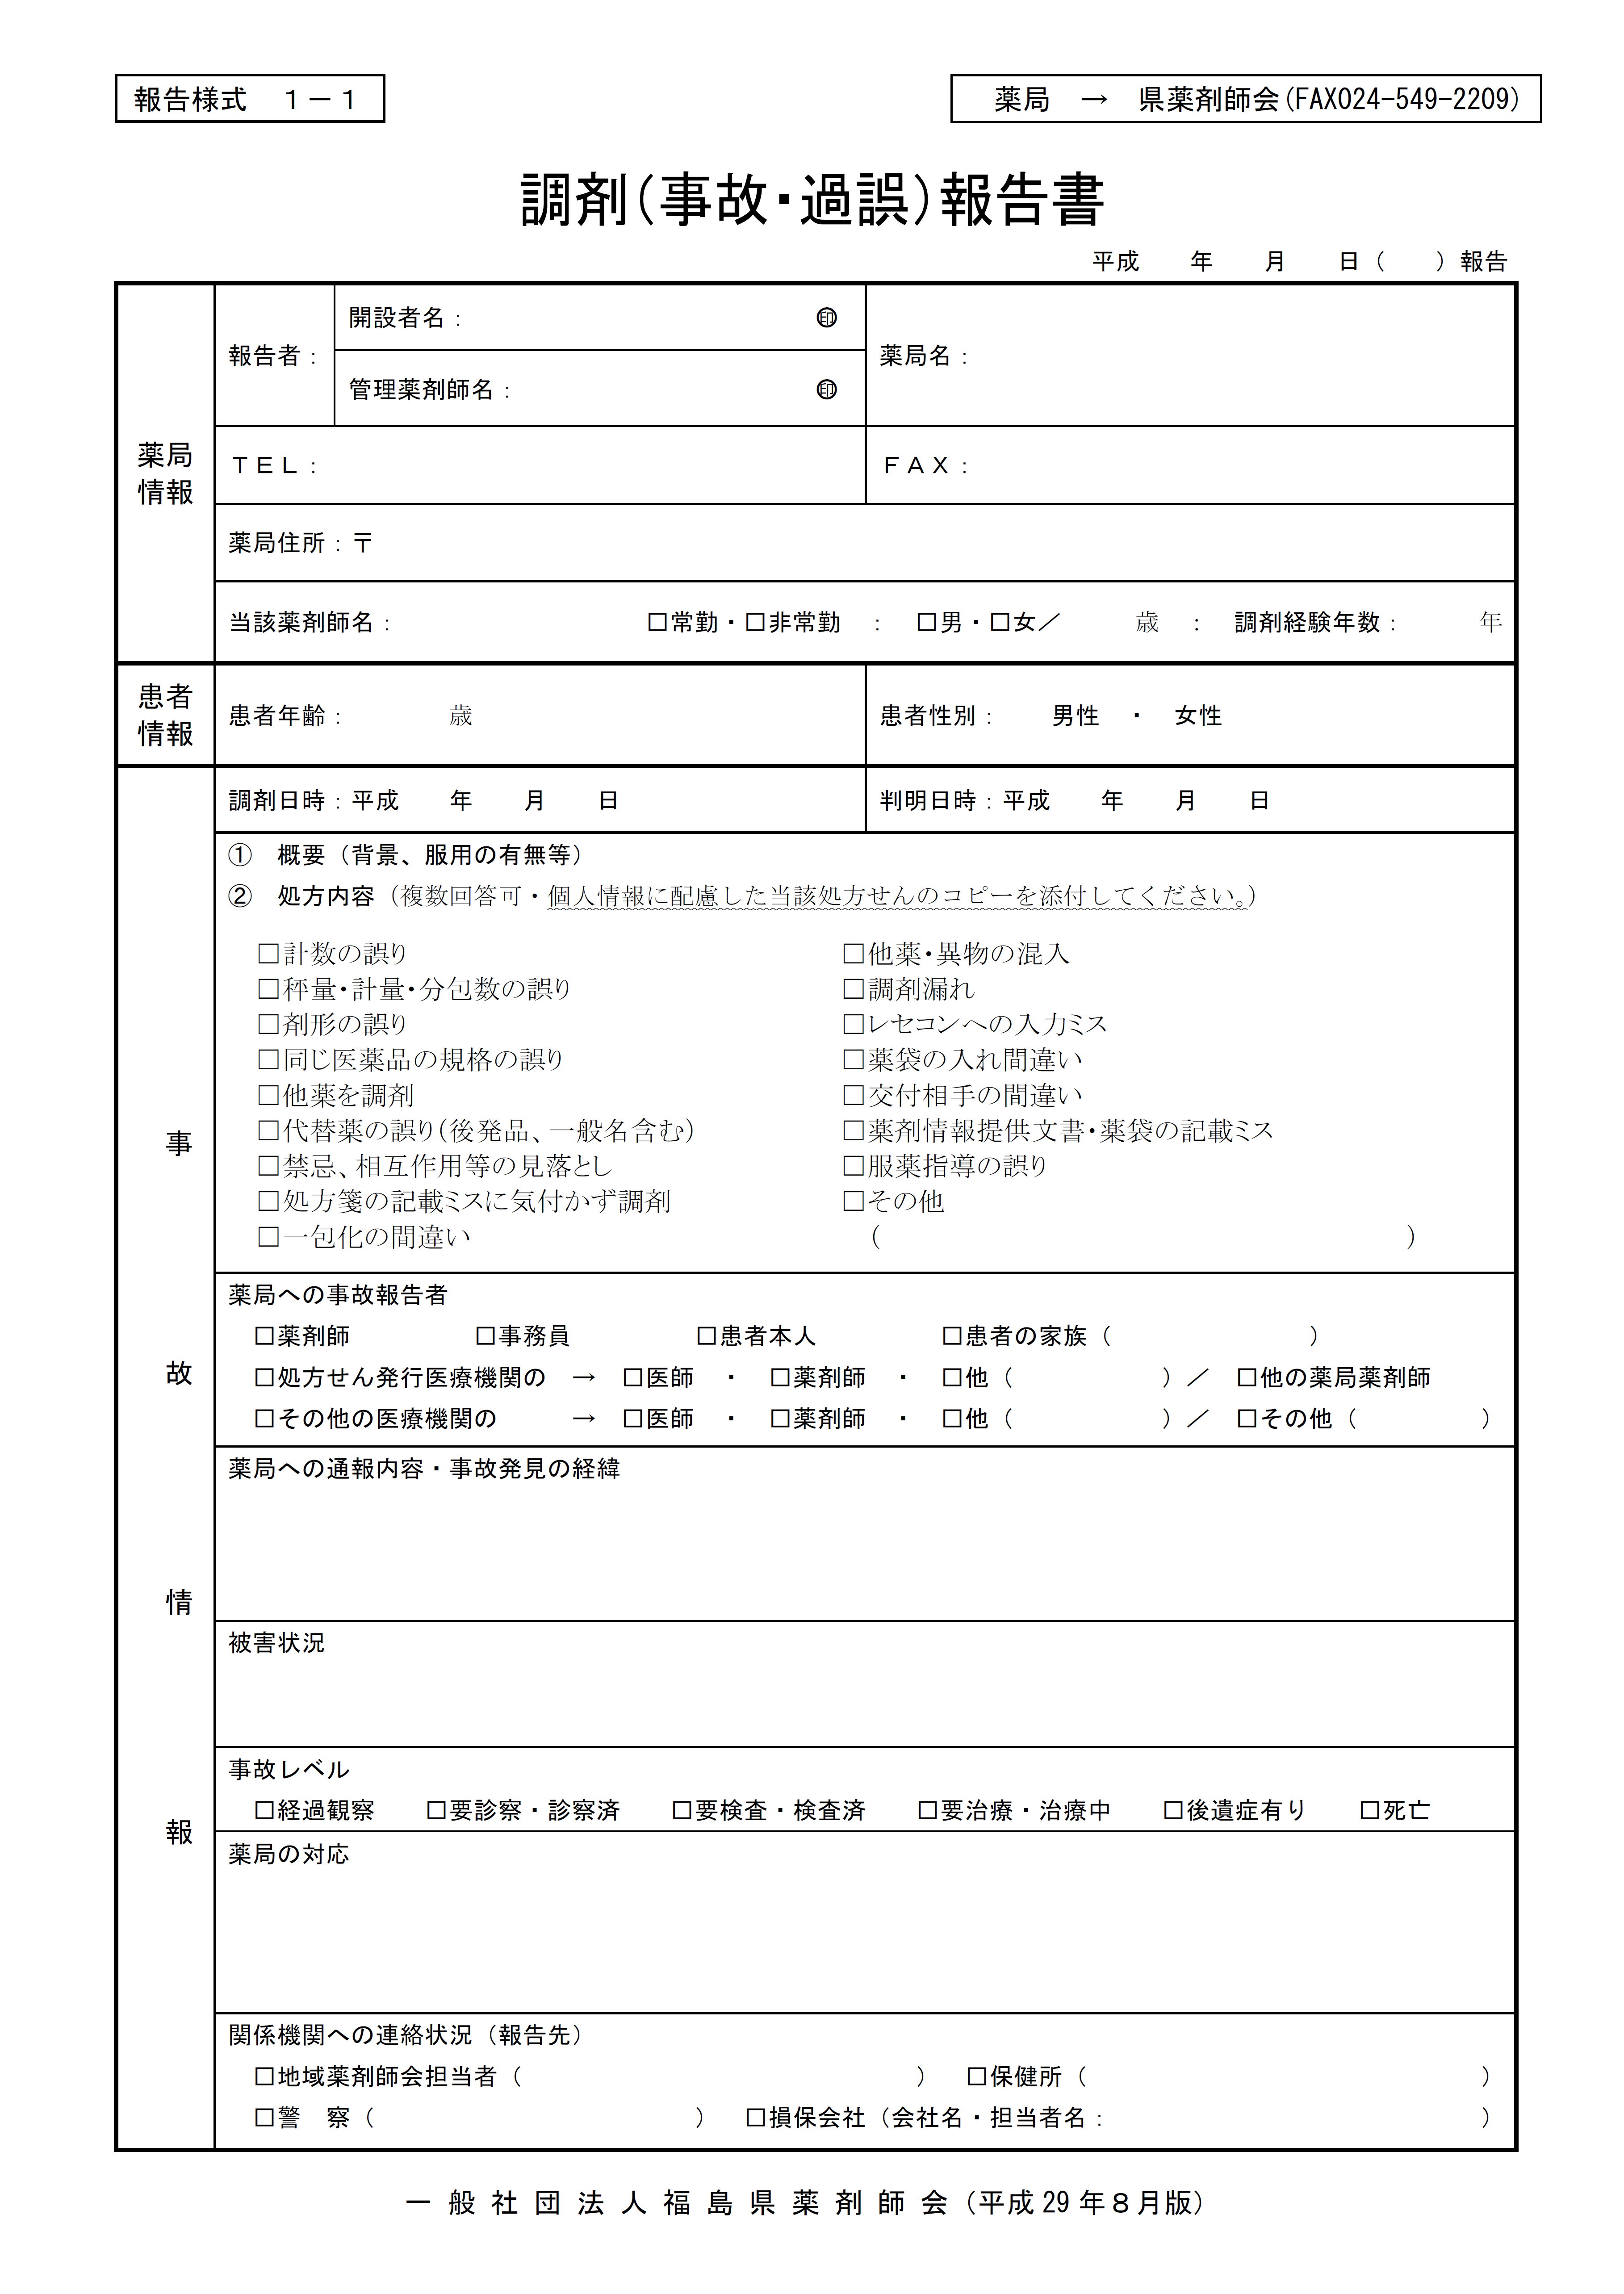 報告様式　１－１
薬局　→　県薬剤師会(FAX024-549-2209)
調剤（事故・過誤）報告書
平成　　年　　月　　日（　　）報告
薬局情報
報告者：
開設者名：　㊞
管理薬剤師名：　㊞
薬局名：
ＴＥＬ：
ＦＡＸ：
薬局住所：〒
当該薬剤師名：　□常勤・□非常勤　：　□男・□女／　　歳　：　調剤経験年数：　　年
患者情報
患者年齢：　　歳
患者性別：　　男性　・　女性
事故情報
調剤日時：平成　　年　　月　　日
判明日時：平成　　年　　月　　日
①　概要（背景、服用の有無等）
②　処方内容（複数回答可・個人情報に配慮した当該処方せんのコピーを添付してください。）
□計数の誤り
□秤量・計量・分包数の誤り
□剤形の誤り
□同じ医薬品の規格の誤り
□他薬を調剤
□代替薬の誤り（後発品、一般名含む）
□禁忌、相互作用等の見落とし
□処方箋の記載ミスに気付かず調剤
□一包化の間違い
□他薬・異物の混入
□調剤漏れ
□レセコンへの入力ミス
□薬袋の入れ間違い
□交付相手の間違い
□薬剤情報提供文書・薬袋の記載ミス
□服薬指導の誤り
□その他
（　　　　）
薬局への事故報告者
□薬剤師　□事務員　□患者本人　□患者の家族（　　　　）
□処方せん発行医療機関の　→　□医師　・　□薬剤師　・　□他（　　　　）／　□他の薬局薬剤師
□その他の医療機関の　→　□医師　・　□薬剤師　・　□他（　　　　）／　□その他（　　　　）
薬局への通報内容・事故発見の経緯
被害状況
事故レベル
□経過観察　□要診察・診察済　□要検査・検査済　□要治療・治療中　□後遺症有り　□死亡
薬局の対応
関係機関への連絡状況（報告先）
□地域薬剤師会担当者（　　　　）　□保健所（　　　　）
□警　察（　　　　）　□損保会社（会社名・担当者名：　　　　）
一般社団法人福島県薬剤師会（平成29年８月版）